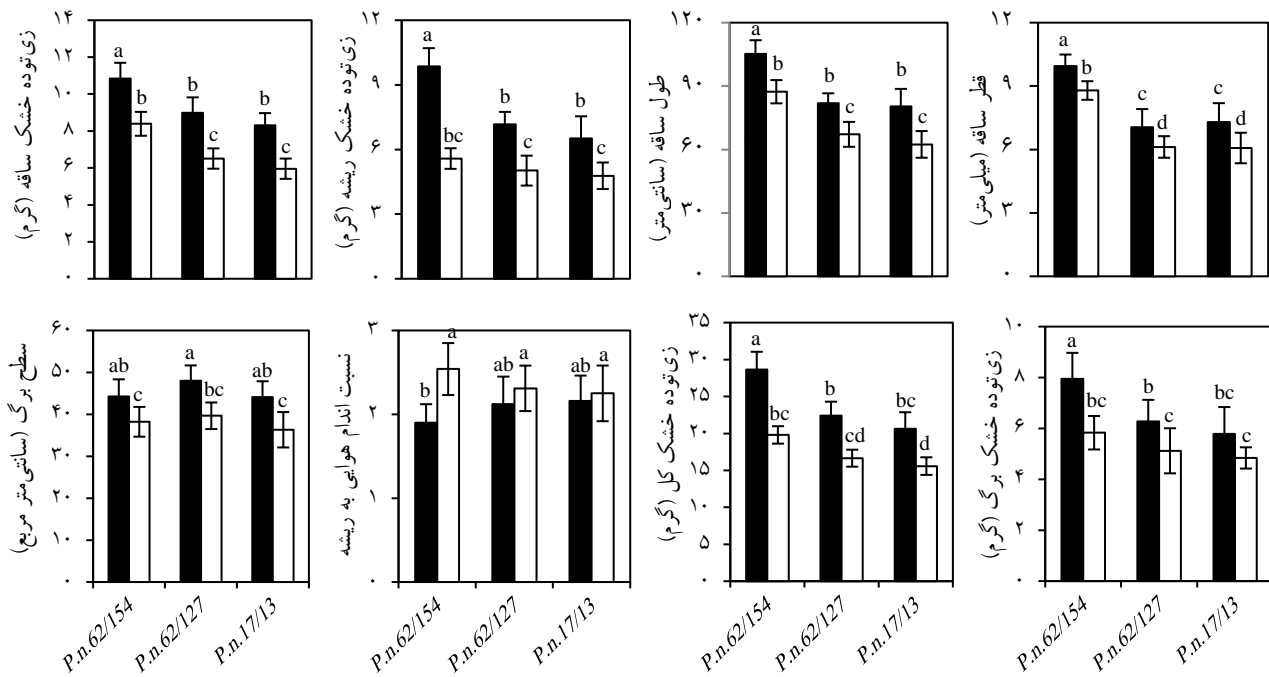 زی‌توده خشک ساقه (گرم)
۱۴
۱۲
۱۰
۸
۶
۴
۲
۰
a
b
b
c
b
c
زی‌توده خشک ریشه (گرم)
۱۲
۹
۶
۳
۰
a
bc
b
c
b
c
طول ساقه (سانتی‌متر)
۱۲۰
۹۰
۶۰
۳۰
۰
a
b
b
c
b
c
قطر ساقه (میلی‌متر)
۱۲
۹
۶
۳
۰
a
b
c
d
c
d
سطح برگ (سانتی‌متر مربع)
۶۰
۵۰
۴۰
۳۰
۲۰
۱۰
۰
ab
c
a
bc
ab
c
P.n.62/154
P.n.62/127
P.n.17/13
نسبت اندام هوایی به ریشه
۳
۲
۱
۰
b
a
ab
a
ab
a
P.n.62/154
P.n.62/127
P.n.17/13
زی‌توده خشک کل (گرم)
۳۵
۳۰
۲۵
۲۰
۱۵
۱۰
۵
۰
a
bc
b
cd
bc
d
P.n.62/154
P.n.62/127
P.n.17/13
زی‌توده خشک برگ (گرم)
۱۰
۸
۶
۴
۲
۰
a
bc
b
c
bc
c
P.n.62/154
P.n.62/127
P.n.17/13